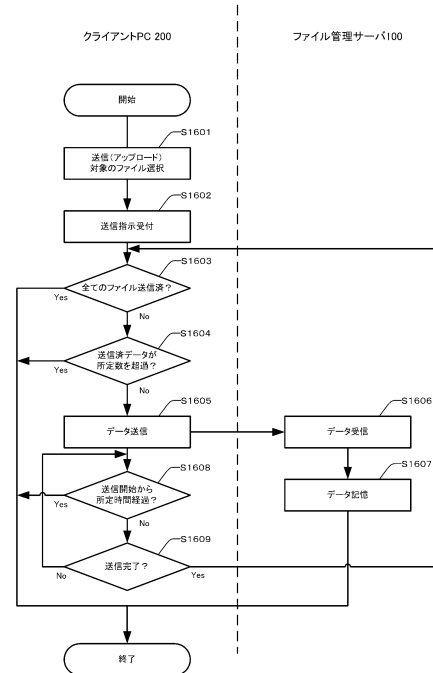 クライアントPC 200
ファイル管理サーバ100
開始
S1601
送信(アップロード)
対象のファイル選択
S1602
送信指示受付
S1603
全てのファイル送信済?
Yes
No
S1604
送信済データが
所定数を超過?
Yes
No
S1605
データ送信
S1606
データ受信
S1607
データ記憶
S1608
送信開始から
所定時間経過?
Yes
No
S1609
送信完了?
No
Yes
終了